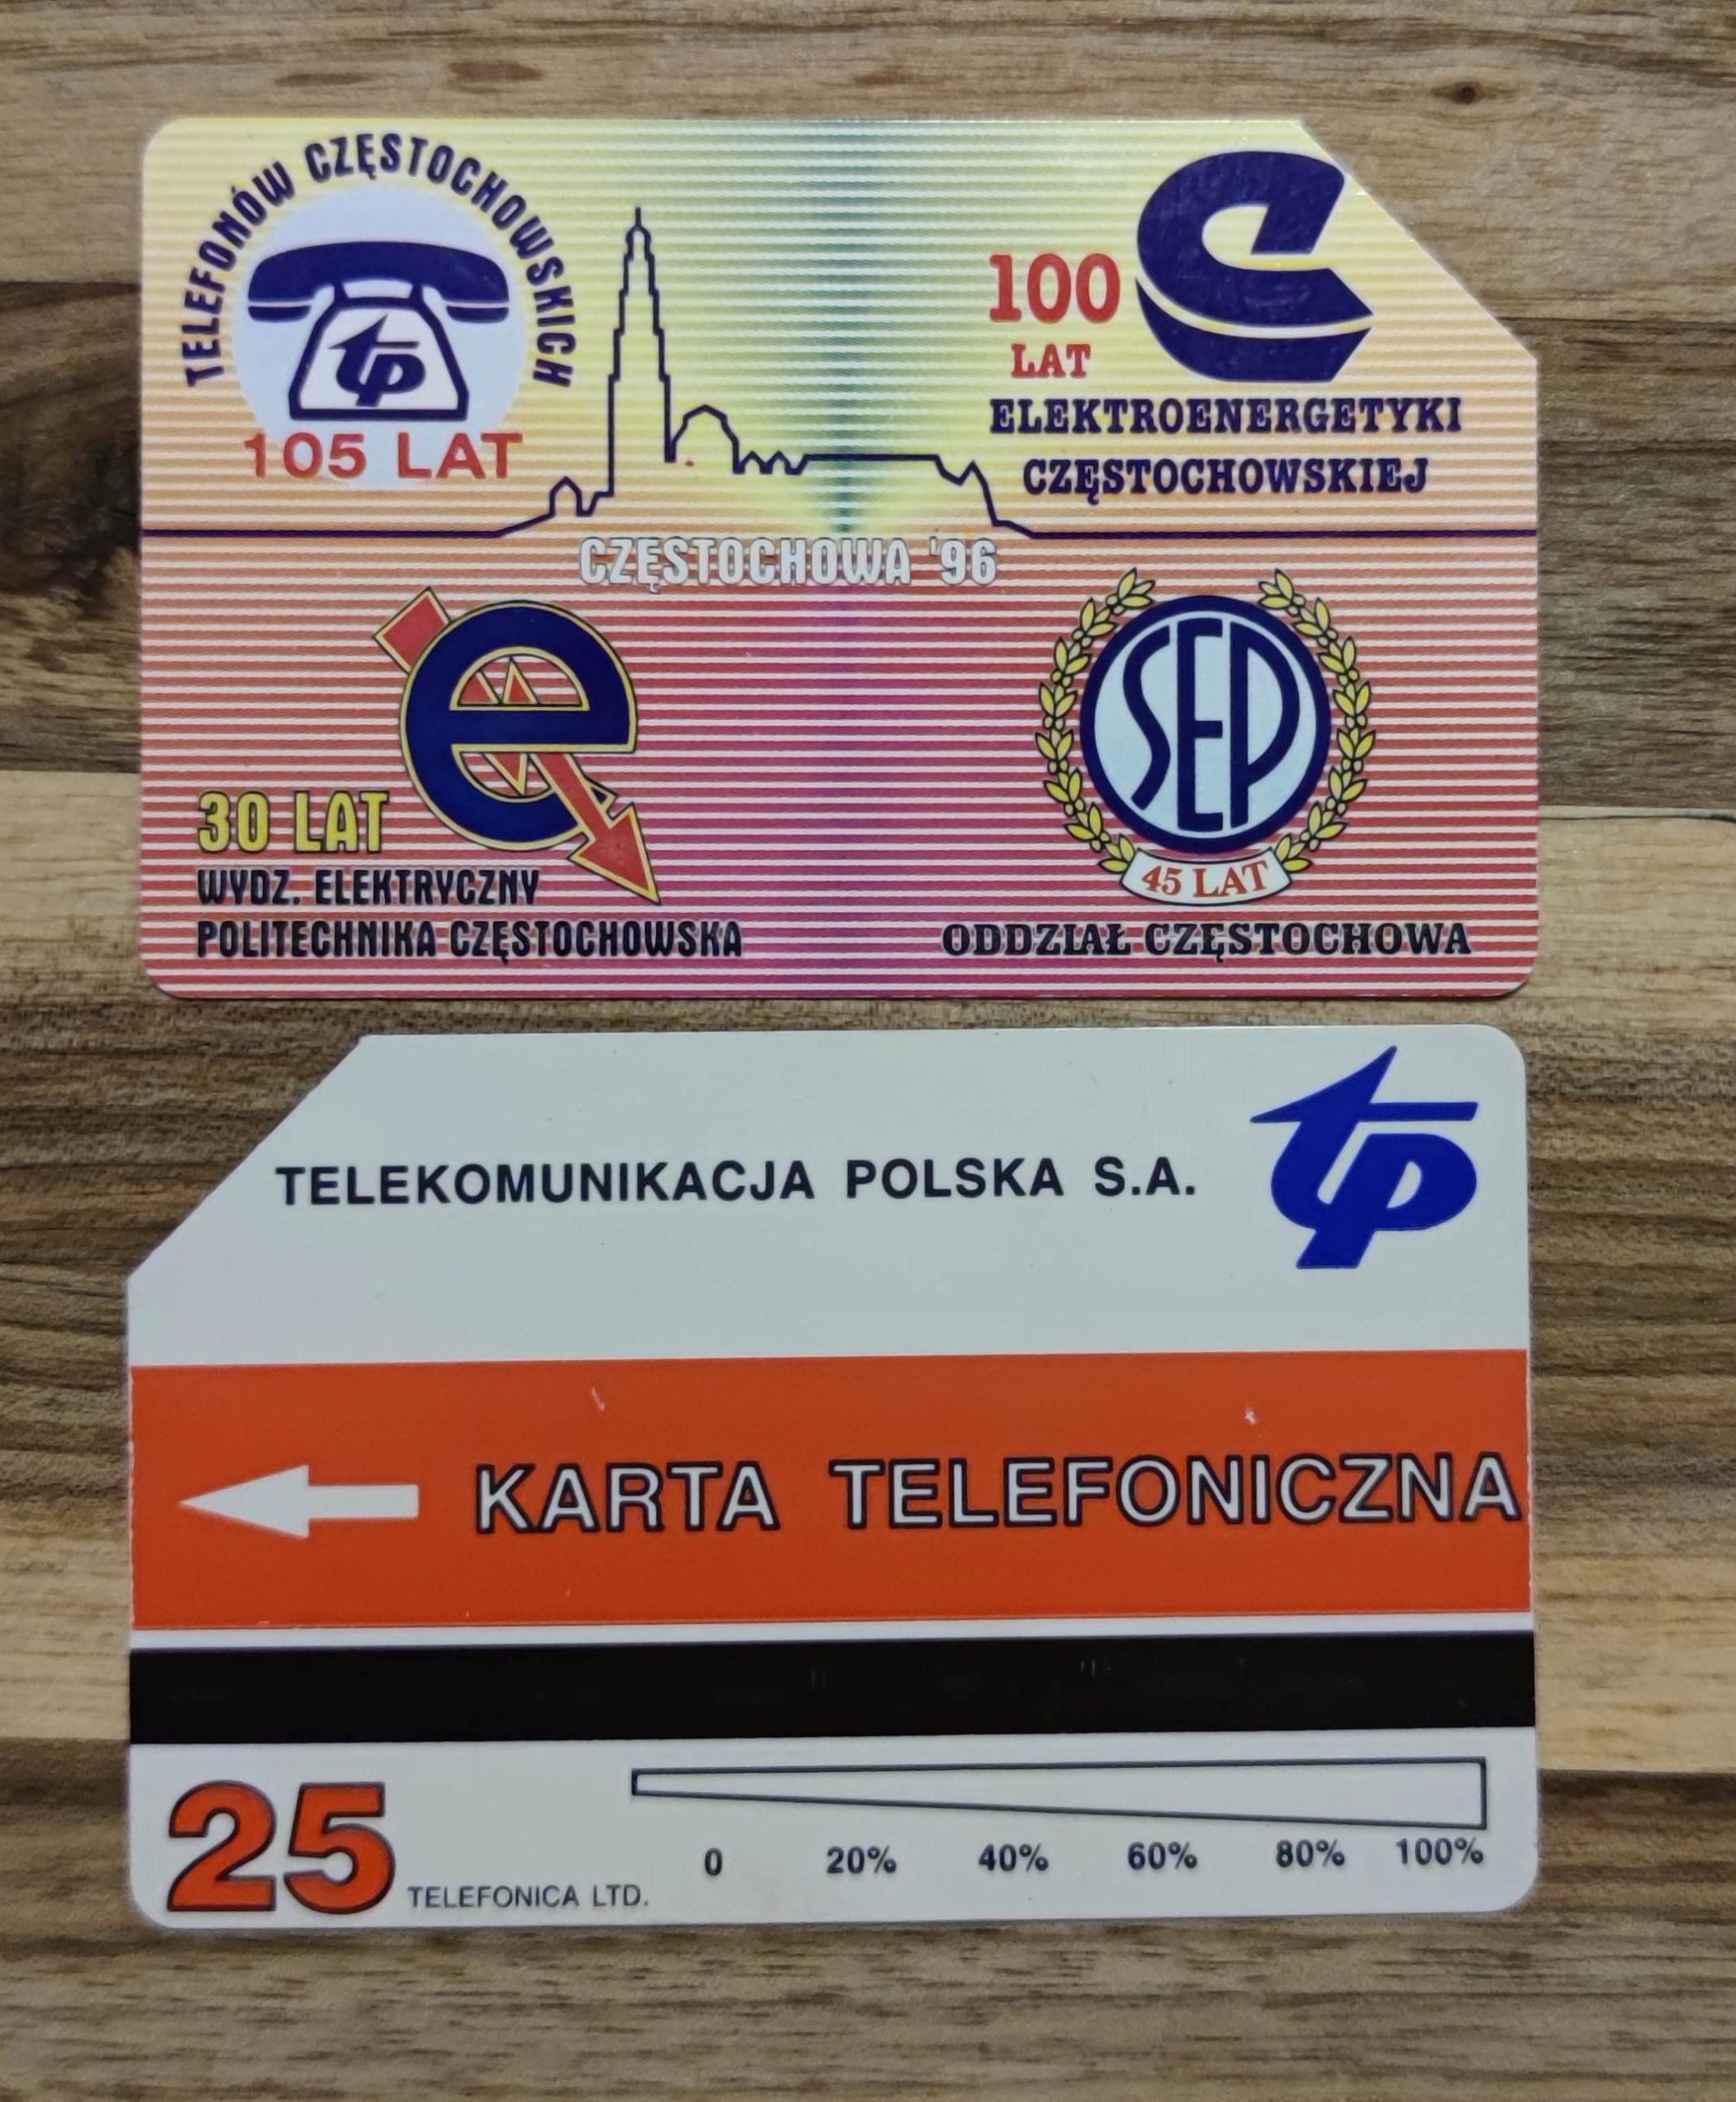 TELEFONÓW CZĘSTOCHOWSKICH
tp
105 LAT
100
LAT
ELEKTROENERGETYKI
CZĘSTOCHOWSKIEJ
CZĘSTOCHOWA '96
e
30 LAT
WYDZ. ELEKTRYCZNY
POLITECHNIKA CZĘSTOCHOWSKA
SEP
45 LAT
ODDZIAŁ CZĘSTOCHOWA
TELEKOMUNIKACJA POLSKA S.A.
tp
KARTA TELEFONICZNA
25
TELEFONICA LTD.
0 20% 40% 60% 80% 100%